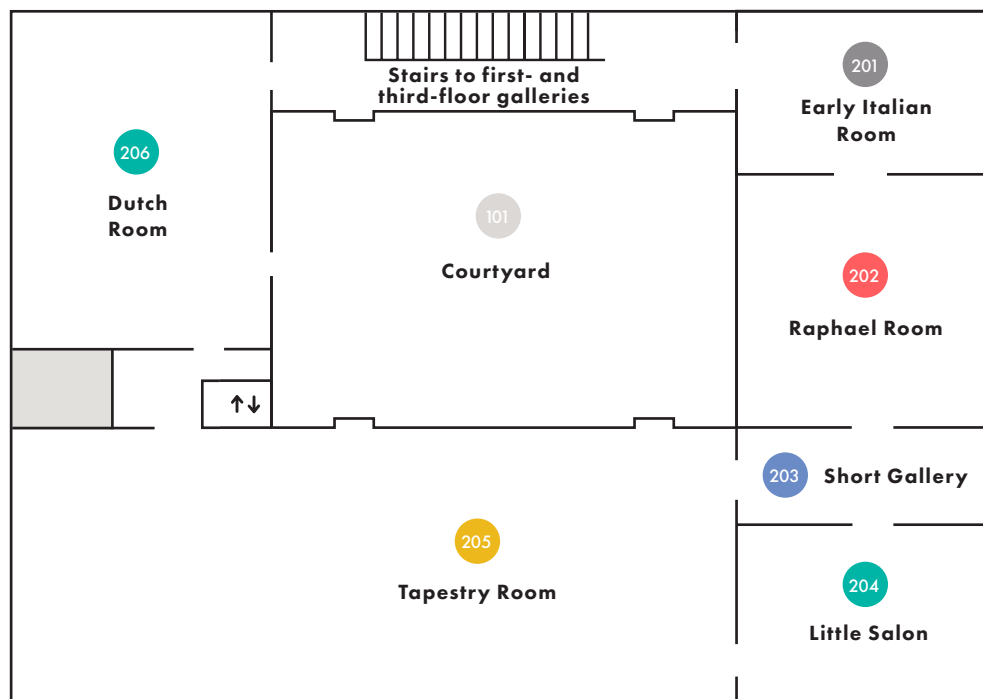 Stairs to first- and
third-floor galleries
201
Early Italian
Room
206
Dutch
Room
101
Courtyard
202
Raphael Room
203
Short Gallery
205
Tapestry Room
204
Little Salon